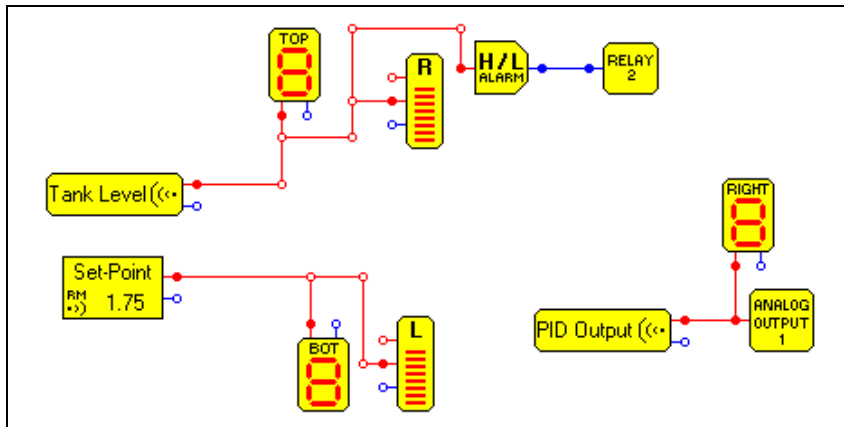 TOP
R
H/L
ALARM
RELAY
2
Tank Level
RIGHT
Set-Point
RM
1.75
L
BOT
PID Output
ANALOG
OUTPUT
1